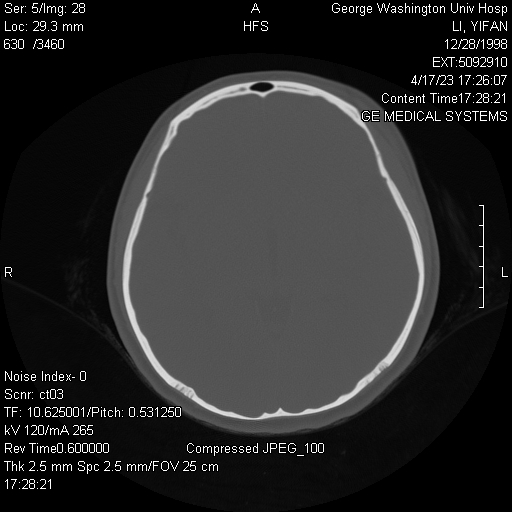 Ser: 5/Img: 28
Loc: 29.3 mm
630 /3460
A
HFS
George Washington Univ Hosp
LI, YIFAN
12/28/1998
EXT:5092910
4/17/23 17:26:07
Content Time17:28:21
GE MEDICAL SYSTEMS
R
L
Noise Index- 0
Scnr: ct03
TF: 10.625001/Pitch: 0.531250
kV 120/mA 265
Rev Time0.600000
Compressed JPEG_100
Thk 2.5 mm Spc 2.5 mm/FOV 25 cm
17:28:21